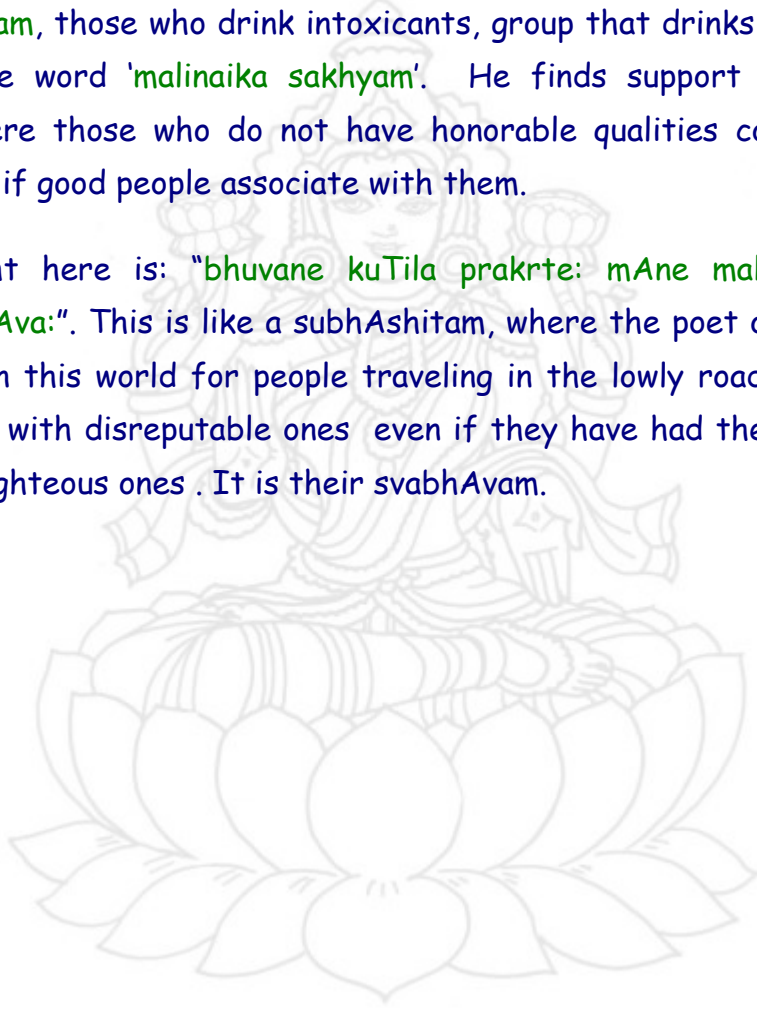 am, those who drink intoxicants, group that drinks
e word ‘malinaika sakhyam’. He finds support
ere those who do not have honorable qualities co
if good people associate with them.
nt here is: “bhuvane kuTila prakrte: mAne mal
Ava:”. This is like a subhAshitam, where the poet
n this world for people traveling in the lowly road
with disreputable ones even if they have had the
ghteous ones . It is their svabhAvam.